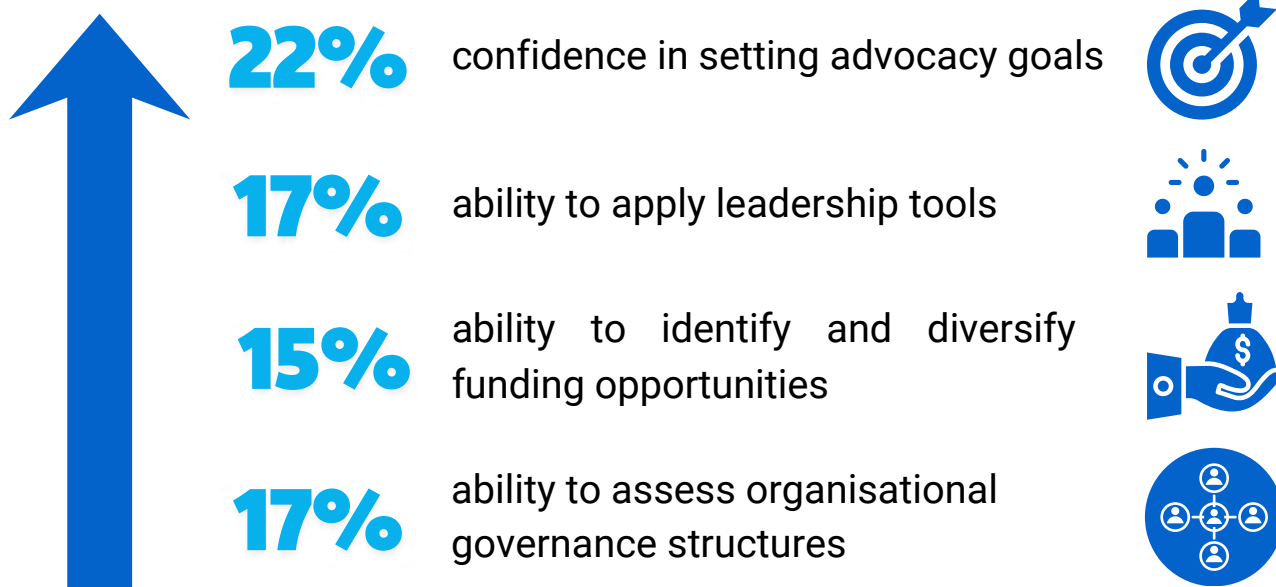 22% confidence in setting advocacy goals
17% ability to apply leadership tools
15% ability to identify and diversify
funding opportunities
17% ability to assess organisational
governance structures
$